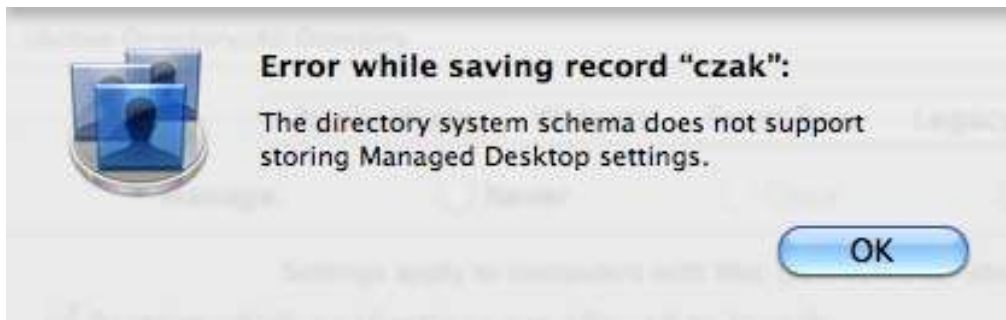 Error while saving record “czak”:
The directory system schema does not support
storing Managed Desktop settings.
OK